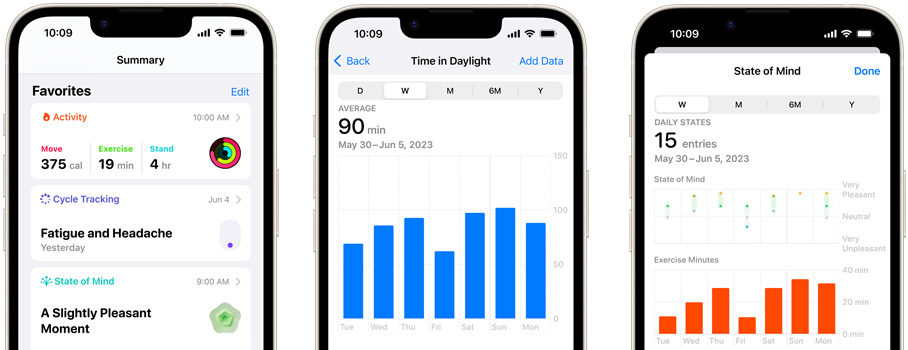 10:09
Summary
Favorites
Edit
Activity
10:00 AM
Move
Exercise
Stand
375 cal
19 min
4 hr
Cycle Tracking
Jun 4
Fatigue and Headache
Yesterday
State of Mind
9:00 AM
A Slightly Pleasant
Moment
10:09
Back
Time in Daylight
Add Data
D
W
M
6M
Y
AVERAGE
90 min
May 30–Jun 5, 2023
150
100
50
0
Tue
Wed
Thu
Fri
Sat
Sun
Mon
10:09
State of Mind
Done
W
M
6M
Y
DAILY STATES
15 entries
May 30–Jun 5, 2023
State of Mind
Very
Pleasant
Neutral
Very
Unpleasant
Exercise Minutes
40 min
20 min
0 min
Tue
Wed
Thu
Fri
Sat
Sun
Mon